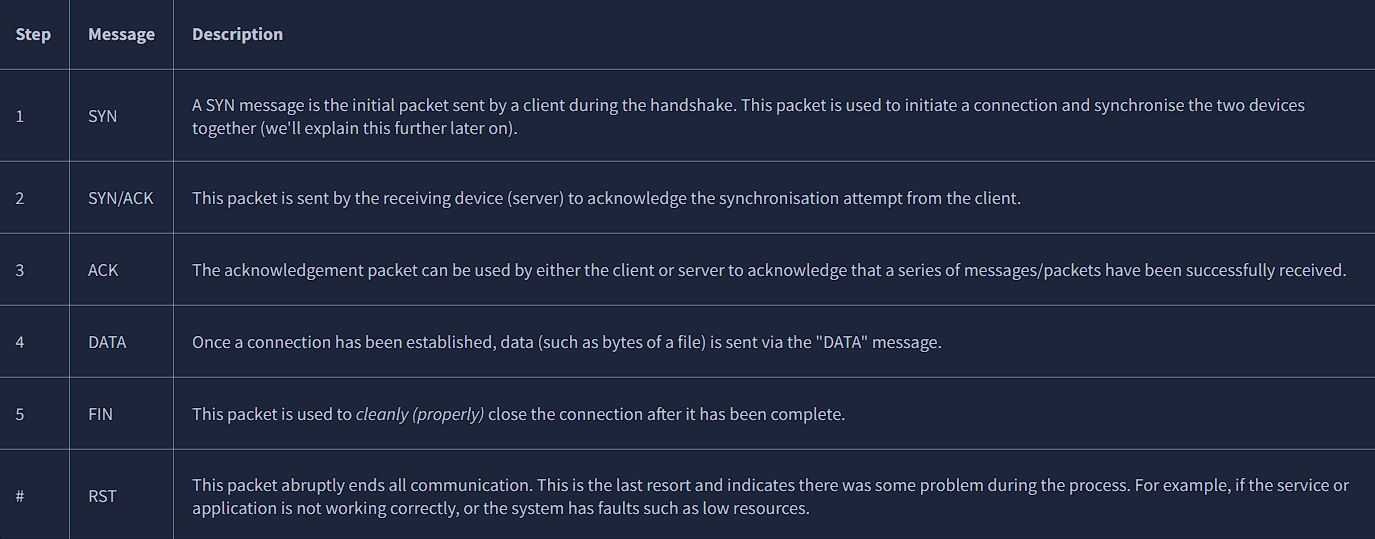 Step Message Description
1 SYN A SYN message is the initial packet sent by a client during the handshake. This packet is used to initiate a connection and synchronise the two devices
together (we'll explain this further later on).
2 SYN/ACK This packet is sent by the receiving device (server) to acknowledge the synchronisation attempt from the client.
3 ACK The acknowledgement packet can be used by either the client or server to acknowledge that a series of messages/packets have been successfully received.
4 DATA Once a connection has been established, data (such as bytes of a file) is sent via the "DATA" message.
5 FIN This packet is used to cleanly (properly) close the connection after it has been complete.
# RST This packet abruptly ends all communication. This is the last resort and indicates there was some problem during the process. For example, if the service or
application is not working correctly, or the system has faults such as low resources.